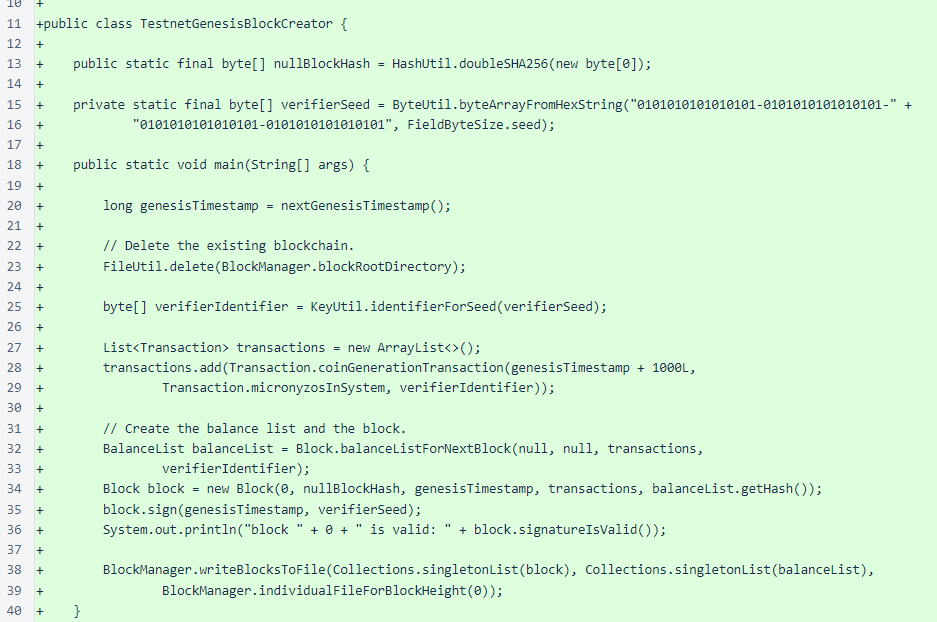 10 +
11 +public class TestnetGenesisBlockCreator {
12 +
13 +    public static final byte[] nullBlockHash = HashUtil.doubleSHA256(new byte[0]);
14 +
15 +    private static final byte[] verifierSeed = ByteUtil.byteArrayFromHexString("0101010101010101-0101010101010101-" +
16 +            "0101010101010101-0101010101010101", FieldByteSize.seed);
17 +
18 +    public static void main(String[] args) {
19 +
20 +        long genesisTimestamp = nextGenesisTimestamp();
21 +
22 +        // Delete the existing blockchain.
23 +        FileUtil.delete(BlockManager.blockRootDirectory);
24 +
25 +        byte[] verifierIdentifier = KeyUtil.identifierForSeed(verifierSeed);
26 +
27 +        List<Transaction> transactions = new ArrayList<>();
28 +        transactions.add(Transaction.coinGenerationTransaction(genesisTimestamp + 1000L,
29 +                Transaction.micronyzosInSystem, verifierIdentifier));
30 +
31 +        // Create the balance list and the block.
32 +        BalanceList balanceList = Block.balanceListForNextBlock(null, null, transactions,
33 +                verifierIdentifier);
34 +        Block block = new Block(0, nullBlockHash, genesisTimestamp, transactions, balanceList.getHash());
35 +        block.sign(genesisTimestamp, verifierSeed);
36 +        System.out.println("block " + 0 + " is valid: " + block.signatureIsValid());
37 +
38 +        BlockManager.writeBlocksToFile(Collections.singletonList(block), Collections.singletonList(balanceList),
39 +                BlockManager.individualFileForBlockHeight(0));
40 +    }